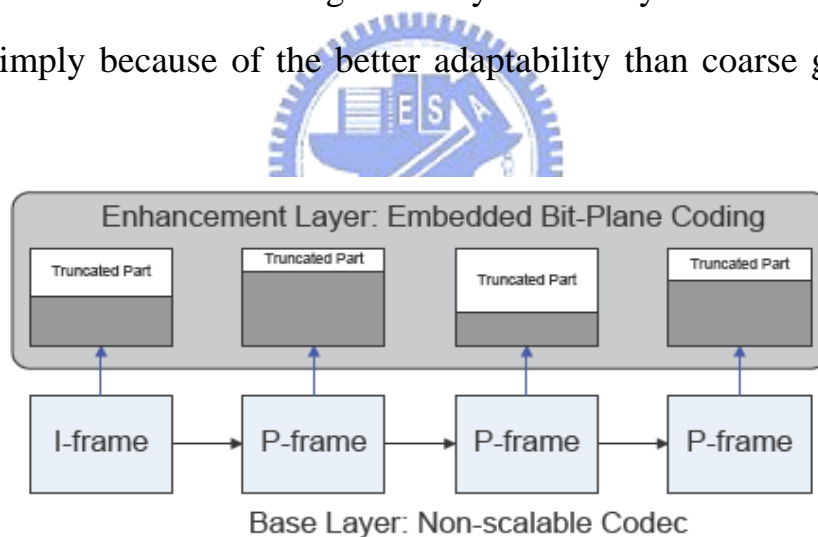 imply because of the better adaptability than coarse
E S A
Enhancement Layer: Embedded Bit-Plane Coding
Truncated Part Truncated Part Truncated Part Truncated Part
I-frame P-frame P-frame P-frame
Base Layer: Non-scalable Codec